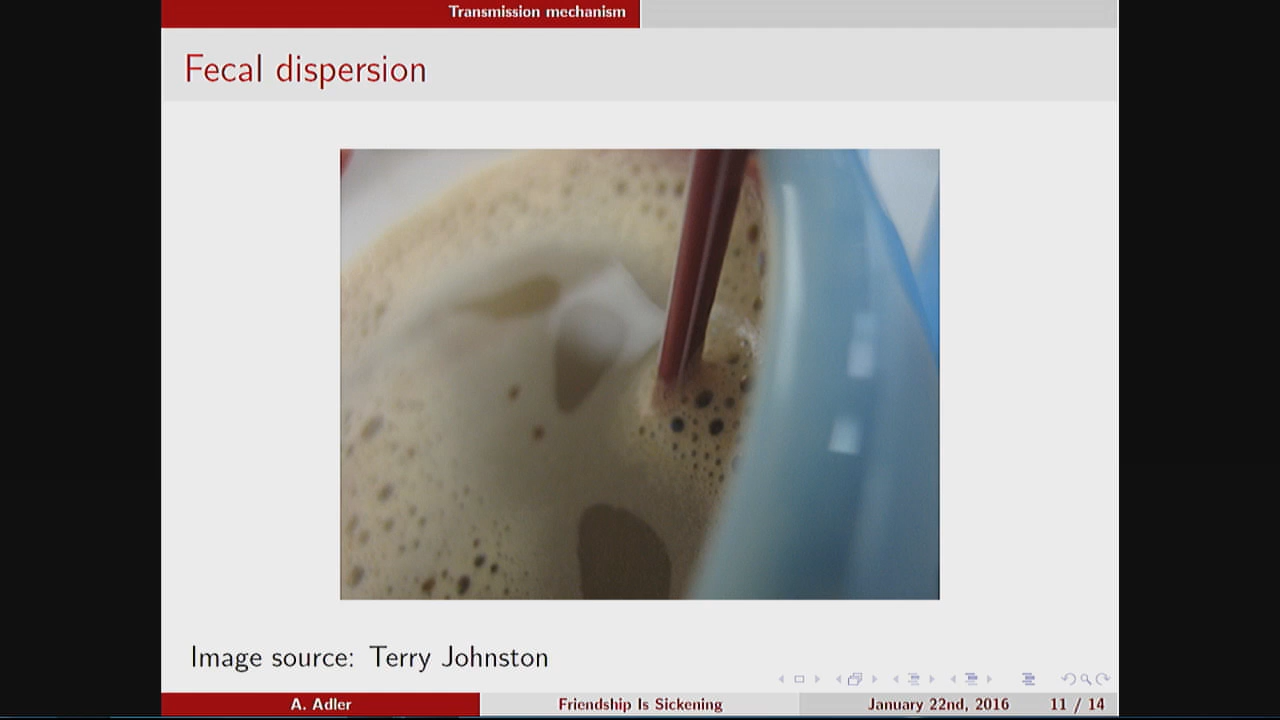 Transmission mechanism
Fecal dispersion
Image source: Terry Johnston
A. Adler
Friendship Is Sickening
January 22nd, 2016
11 / 14